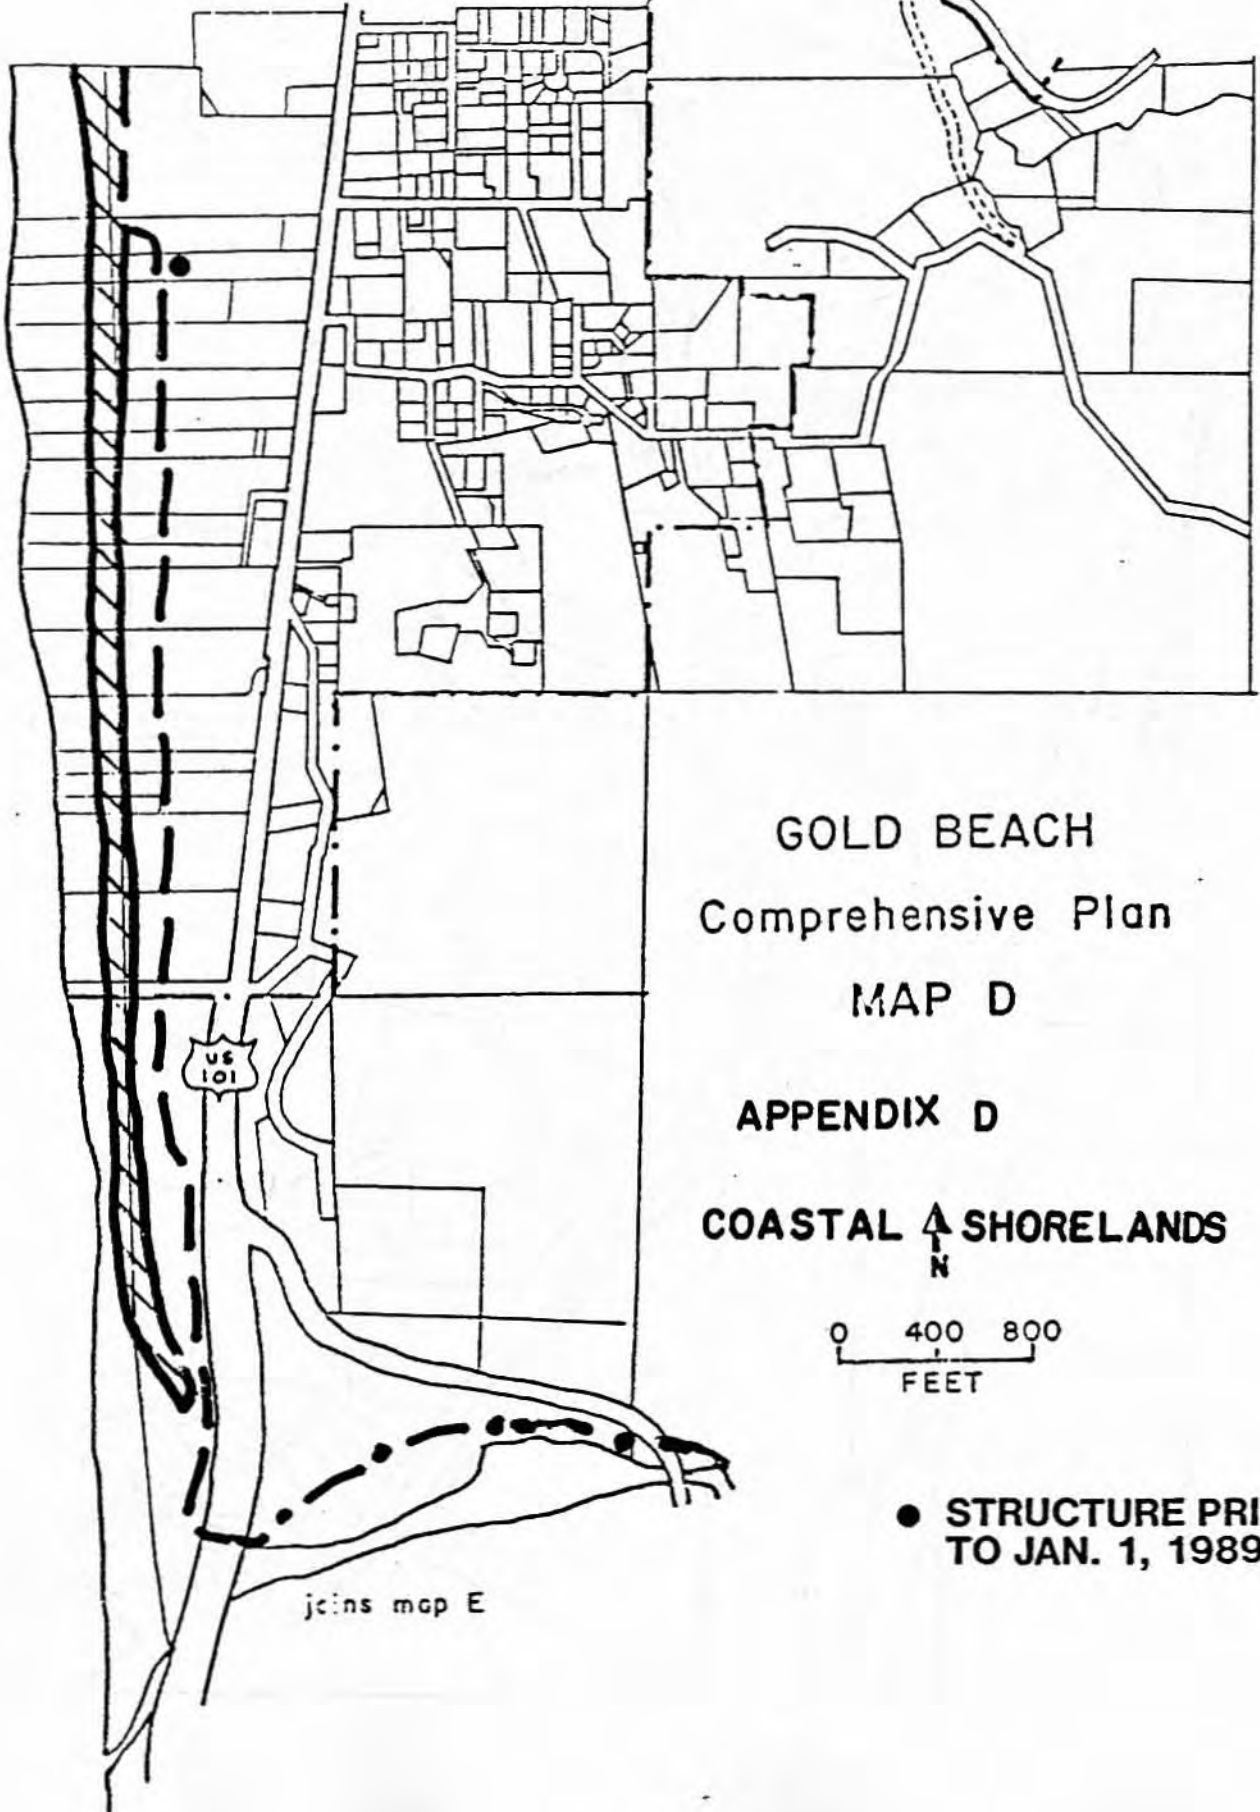 GOLD BEACH
Comprehensive Plan
MAP D
APPENDIX D
COASTAL SHORELANDS
N
0 400 800
FEET
US
101
● STRUCTURE PRI
TO JAN. 1, 1989
joins map E